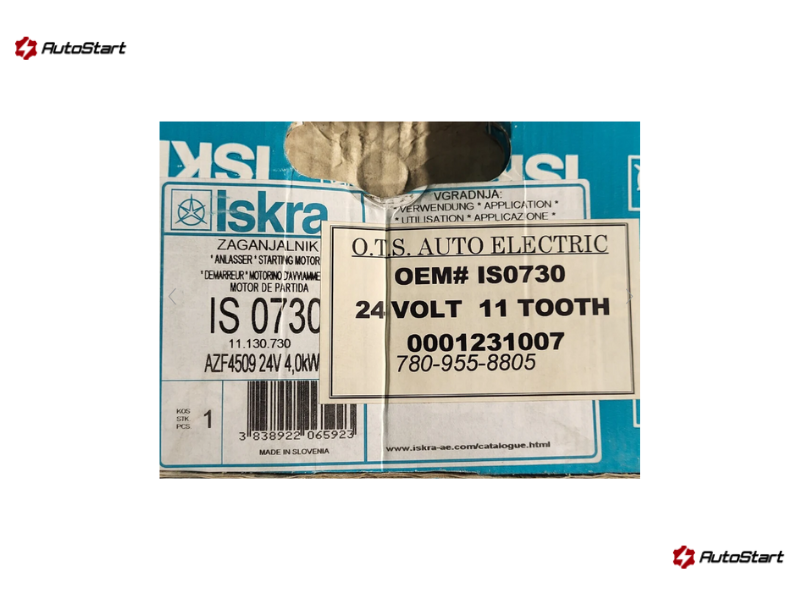 AutoStart
ISKI
ISK
iskra
ZAGANJALNIK
* ANLASSER * STARTING MOTOR
* DEMARREUR * MOTORINO D'AVVIAMME
MOTOR DE PARTIDA
IS 0730
11.130.730
AZF4509 24V 4,0kW
KOS
STK.
PCS.
1
3 838922 065923
MADE IN SLOVENIA
VGRADNJA:
* VERWENDUNG * APPLICATION *
* UTILISATION * APPLICAZIONE *
O.T.S. AUTO ELECTRIC
OEM# IS0730
24 VOLT 11 TOOTH
0001231007
780-955-8805
www.iskra-ae.com/catalogue.html
AutoStart